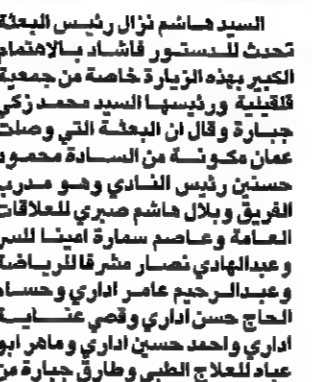 السيد هاشم نزال رئيس البعثة
تحدث للدستور فاشاد بالاهتمام
الكبير بهذه الزيارة خاصة من جمعية
قلقيلية ورئيسها السيد محمد زكي
جبارة وقال ان البعثة التي وصلت
عمان مكونة من السادة محمود
حسنين رئيس النادي وهو مدرب
الفريق وبلال هاشم صبري للعلاقات
العامة وعاصم سمارة امينا للسر
وعبدالهادي نصار مشرفا للرياضة
وعبدالرحيم عامر اداري وحسام
الحاج حسن اداري وقصي عناية
اداري واحمد حسين اداري وماهر ابو
عباد للعلاج الطبي وطارق جبارة من